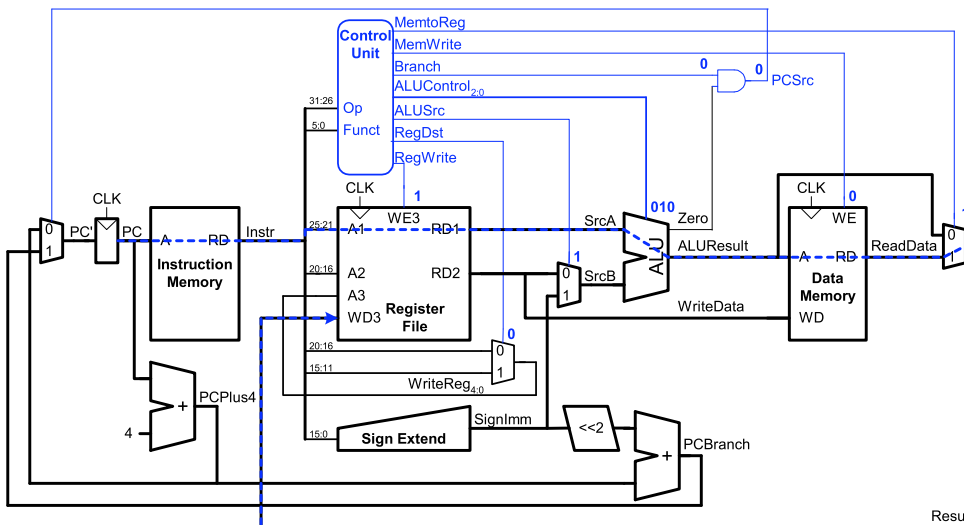 MemtoReg
Control
Unit
MemWrite
Branch
0
0
PCSrc
ALUControl2:0
31:26
Op
ALUSrc
5:0
Funct
RegDst
RegWrite
CLK
CLK
CLK
1
WE3
010
0
WE
0
1
PC'
PC
A
RD
Instr
25:21
A1
RD1
SrcA
Zero
ALU
ALUResult
A
RD
ReadData
0
1
Instruction
Memory
20:16
A2
RD2
0
1
1
SrcB
Data
Memory
A3
Register
File
WD3
WriteData
WD
20:16
0
0
1
15:11
WriteReg4:0
PCPlus4
+
4
SignImm
15:0
Sign Extend
<<2
PCBranch
+